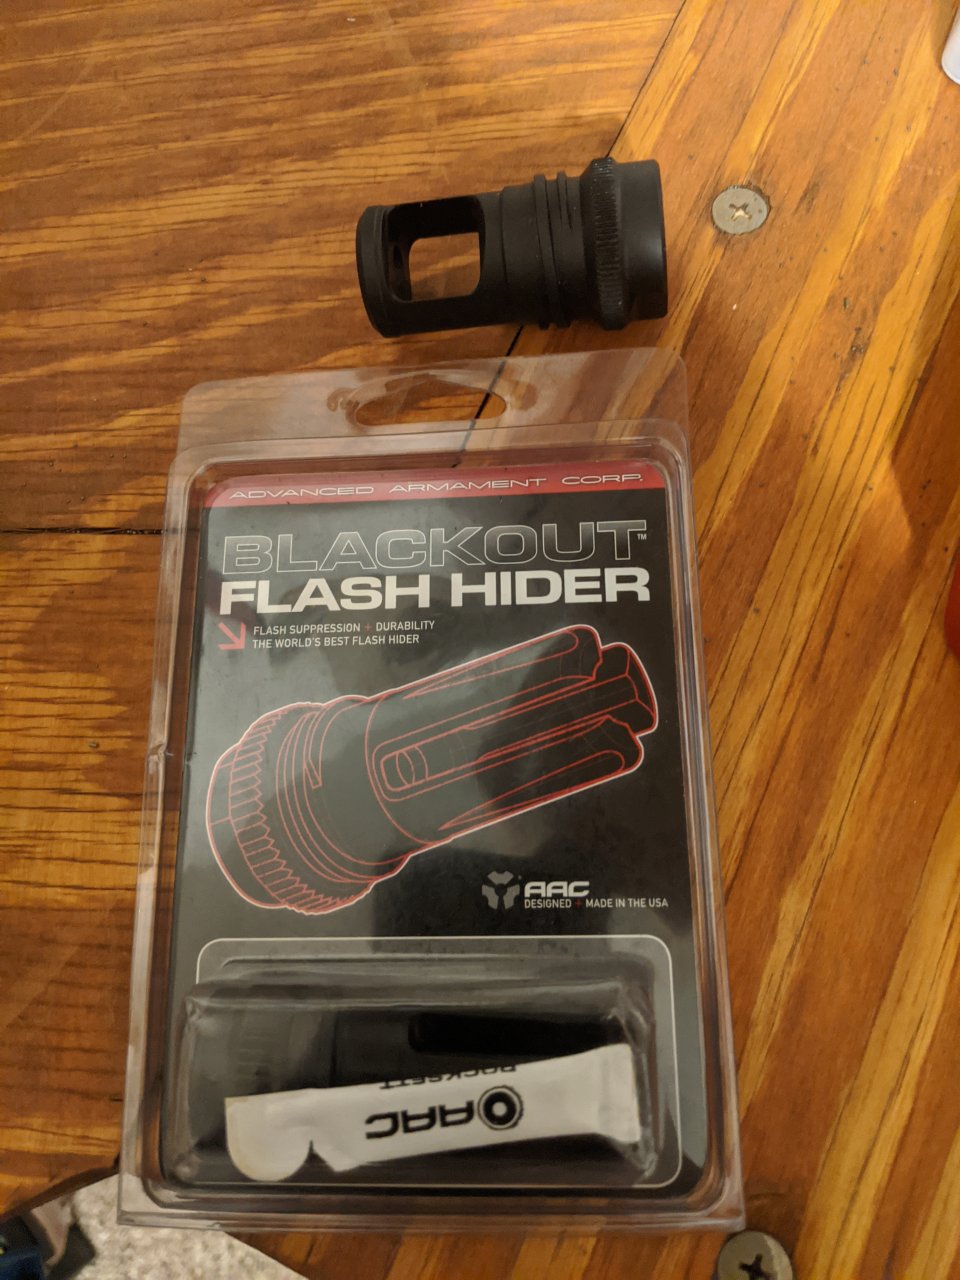 ADVANCED ARMAMENT CORP.
BLACKOUT™
FLASH HIDER
FLASH SUPPRESSION + DURABILITY
THE WORLD'S BEST FLASH HIDER
AAC
DESIGNED + MADE IN THE USA
AAC
ROCKSETT